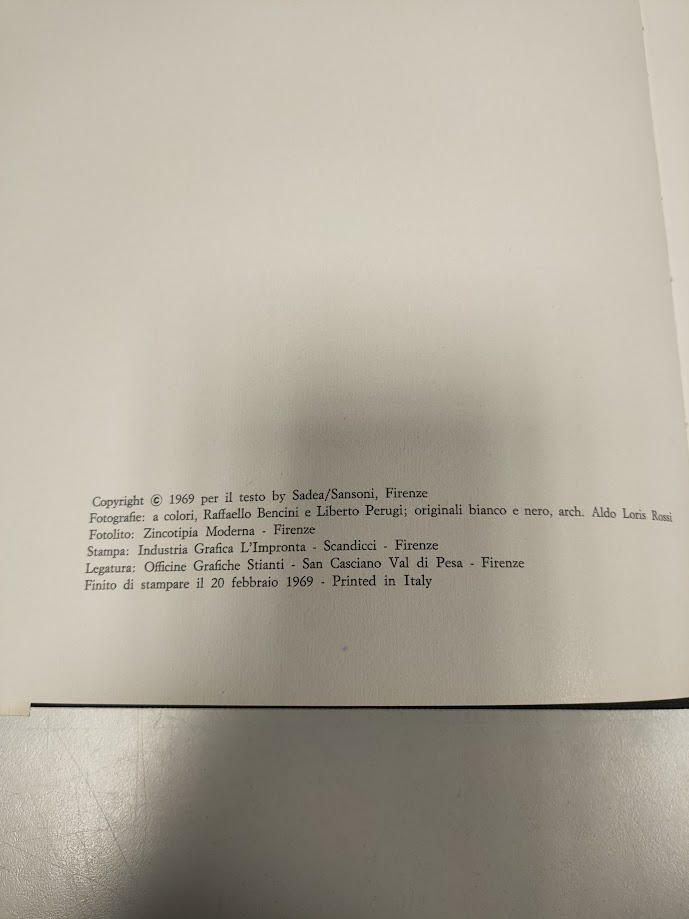 Copyright © 1969 per il testo by Sadea/Sansoni, Firenze
Fotografie: a colori, Raffaello Bencini e Liberto Perugi; originali bianco e nero, arch. Aldo Loris Rossi
Fotolito: Zincotipia Moderna - Firenze
Stampa: Industria Grafica L'Impronta - Scandicci - Firenze
Legatura: Officine Grafiche Stianti - San Casciano Val di Pesa - Firenze
Finito di stampare il 20 febbraio 1969 - Printed in Italy